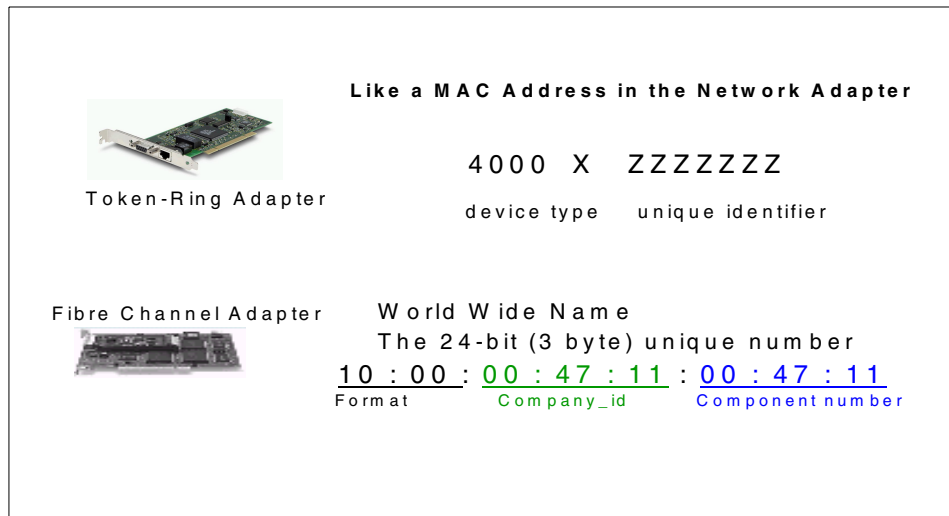 Like a MAC Address in the Network Adapter
4000 X ZZZZZZZ
Token-Ring Adapter
device type unique identifier
Fibre Channel Adapter
World Wide Name
The 24-bit (3 byte) unique number
10 : 00 : 00 : 47 : 11 : 00 : 47 : 11
Format Company_id Component number